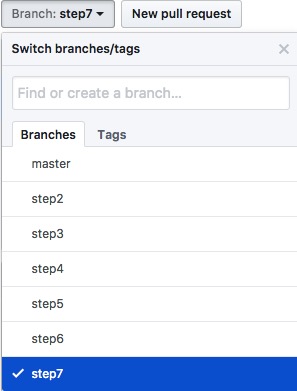 Branch: step7 New pull request
Switch branches/tags
Find or create a branch...
Branches Tags
master
step2
step3
step4
step5
step6
step7